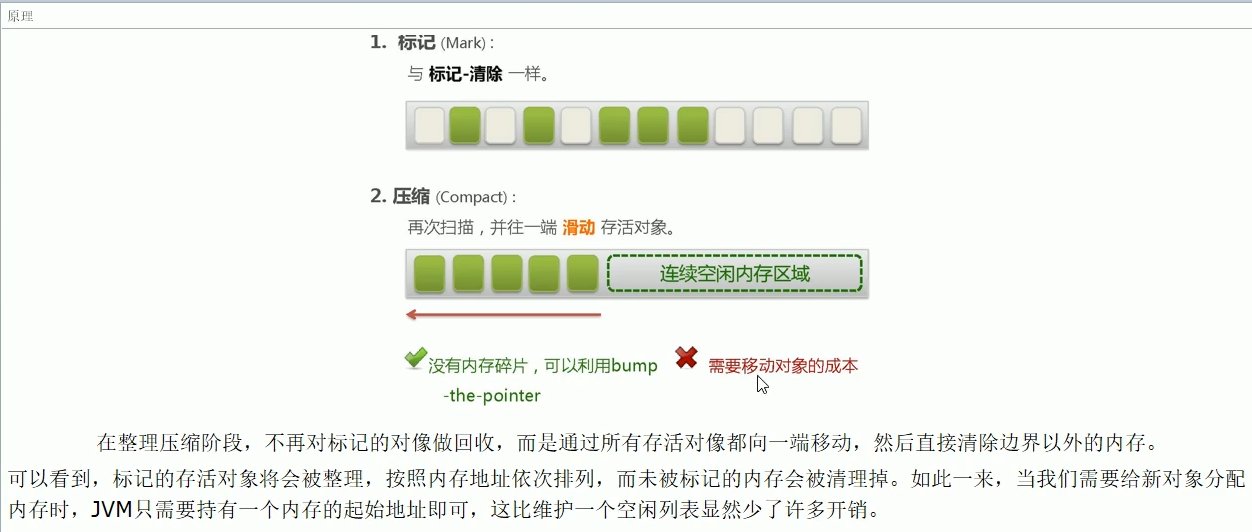 原理
1. 标记 (Mark) :
与 标记-清除 一样。
2. 压缩 (Compact) :
再次扫描，并往一端 滑动 存活对象。
连续空闲内存区域
没有内存碎片，可以利用bump
-the-pointer
需要移动对象的成本
在整理压缩阶段，不再对标记的对像做回收，而是通过所有存活对像都向一端移动，然后直接清除边界以外的内存。
可以看到，标记的存活对象将会被整理，按照内存地址依次排列，而未被标记的内存会被清理掉。如此一来，当我们需要给新对象分配
内存时，JVM只需要持有一个内存的起始地址即可，这比维护一个空闲列表显然少了许多开销。